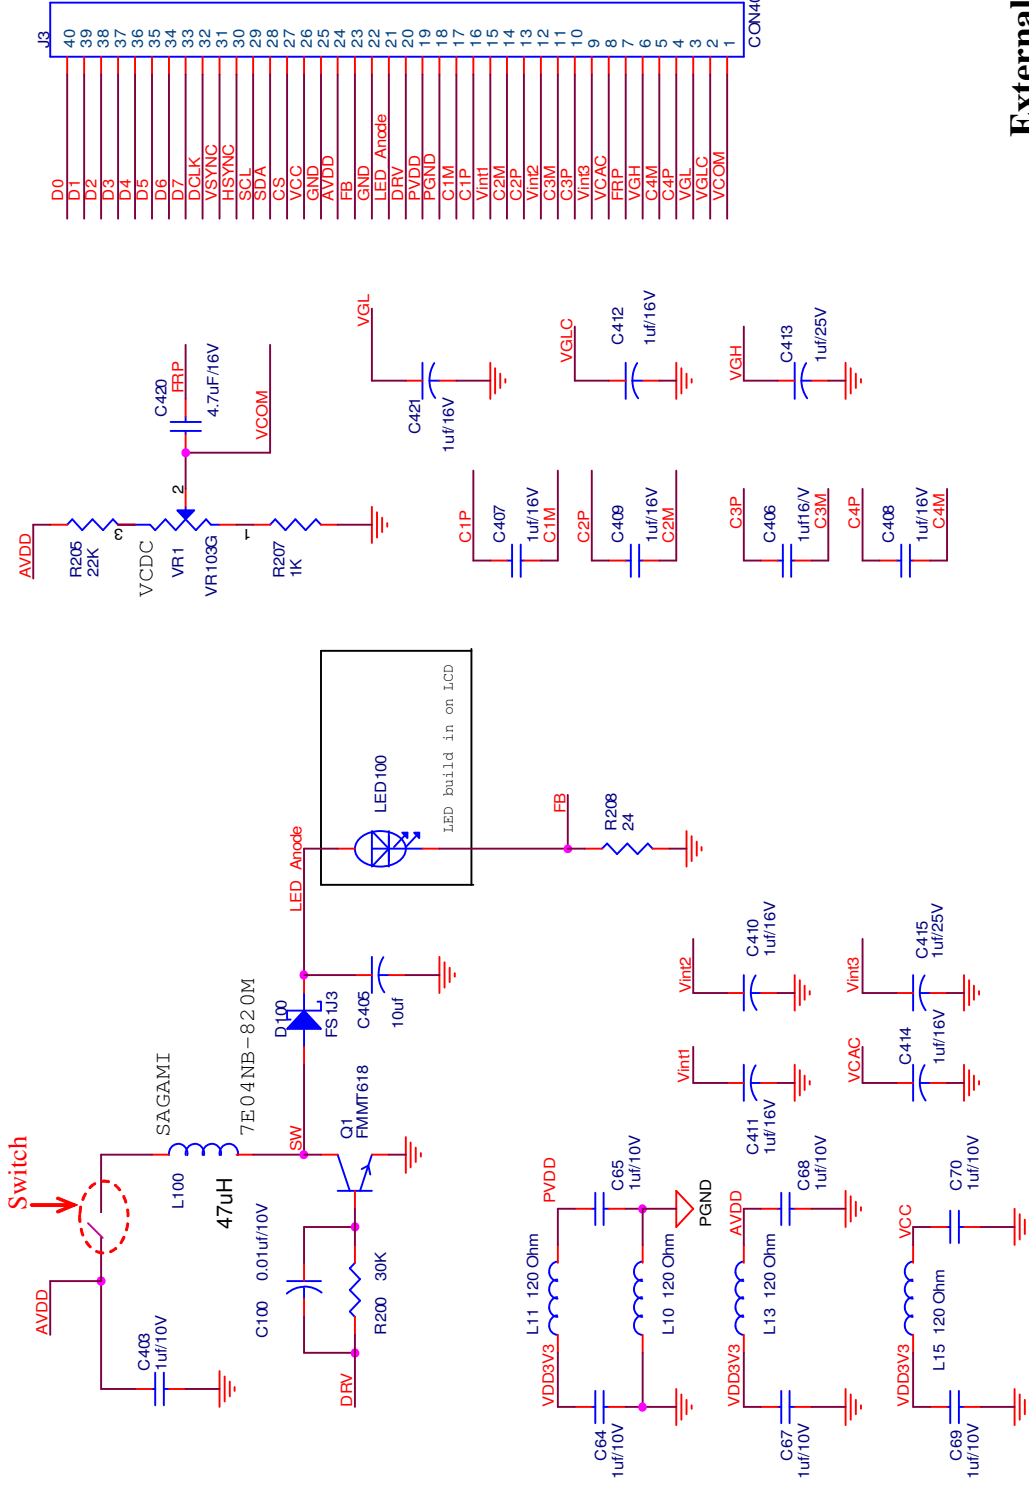 Switch
AVDD
C403
1uf/10V
SAGAMI
L100
47uH
7E04NB-820M
SW
C100 0.01uf/10V
R200 30K
DRV
Q1
FMMT618
D100
FS1J3
C405
10uf
LED Anode
LED100
LED build in on LCD
FB
R208
24
AVDD
R205
22K
3
VCDC
VR1
VR103G
2
1
R207
1K
C420
FRP
4.7uF/16V
VCOM
VGL
C421
1uf/16V
VGLC
C412
1uf/16V
VGH
C413
1uf/25V
C1P
C407
1uf/16V
C1M
C2P
C409
1uf/16V
C2M
C3P
C406
1uf16/V
C3M
C4P
C408
1uf/16V
C4M
VDD3V3
L11 120 Ohm
PVDD
C64
1uf/10V
C65
1uf/10V
L10 120 Ohm
PGND
VDD3V3
L13 120 Ohm
AVDD
C67
1uf/10V
C68
1uf/10V
VDD3V3
L15 120 Ohm
VCC
C69
1uf/10V
C70
1uf/10V
Vint1
C411
1uf/16V
Vint2
C410
1uf/16V
VCAC
C414
1uf/16V
Vint3
C415
1uf/25V
J3
D0 40
D1 39
D2 38
D3 37
D4 36
D5 35
D6 34
D7 33
DCLK 32
VSYNC 31
HSYNC 30
SCL 29
SDA 28
CS 27
VCC 26
GND 25
AVDD 24
FB 23
GND 22
LED Anode 21
DRV 20
PVDD 19
PGND 18
C1M 17
C1P 16
Vint1 15
C2M 14
C2P 13
Vint2 12
C3M 11
C3P 10
Vint3 9
VCAC 8
FRP 7
VGH 6
C4M 5
C4P 4
VGL 3
VGLC 2
VCOM 1
CON40
External